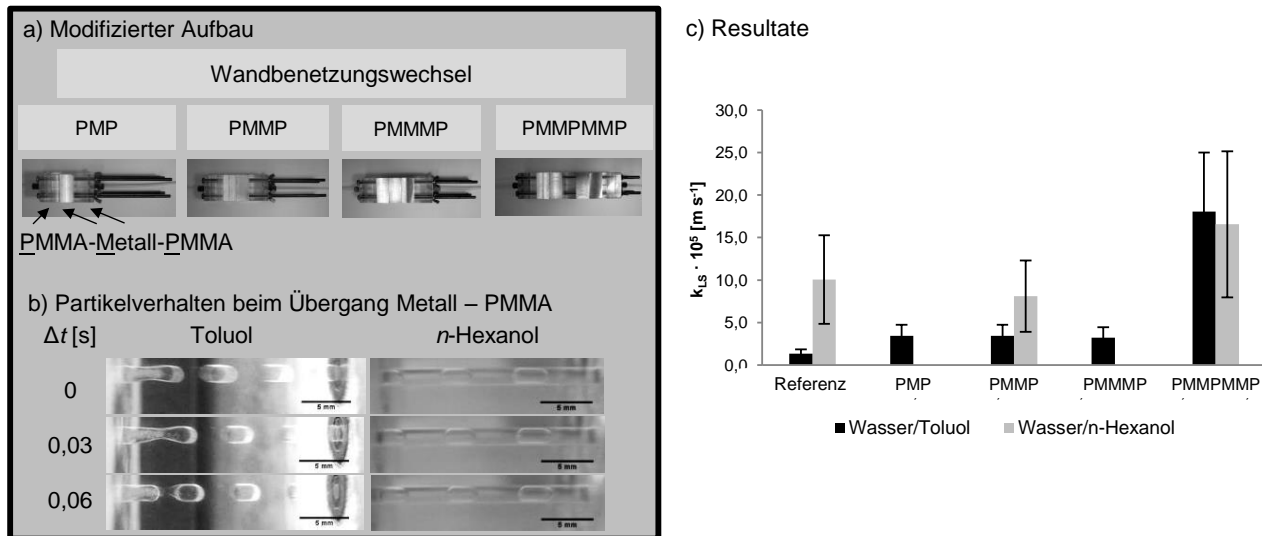 a) Modifizierter Aufbau
Wandbenetzungswechsel
PMP PMMP PMMMP PMMPMMP
PMMA-Metall-PMMA
b) Partikelverhalten beim Übergang Metall – PMMA
Δt [s] Toluol n-Hexanol
0
5 mm 5 mm
0,03
5 mm 5 mm
0,06
5 mm 5 mm
c) Resultate
kLS · 10⁵ [m s⁻¹]
30,0
25,0
20,0
15,0
10,0
5,0
0,0
Referenz PMP PMMP PMMMP PMMPMMP
Wasser/Toluol Wasser/n-Hexanol